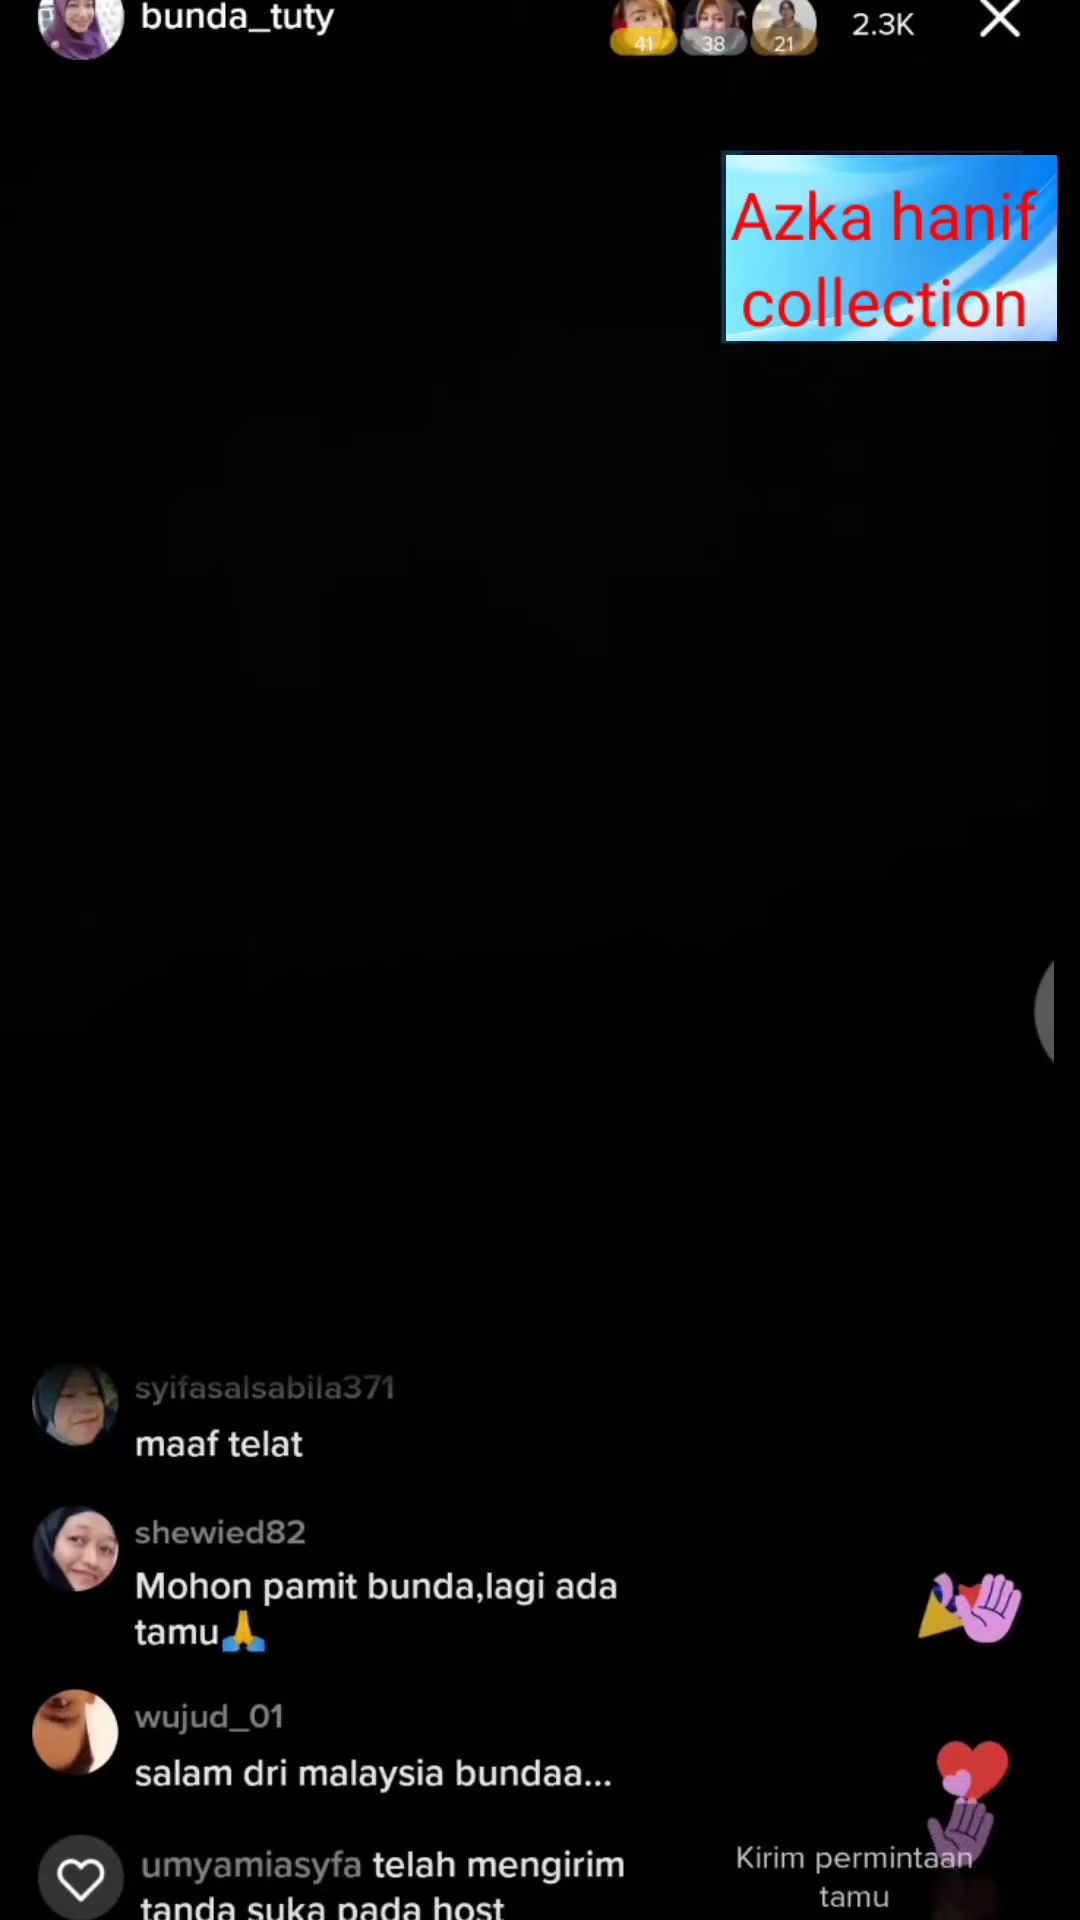 bunda_tuty
41 38 21 2.3K
Azka hanif
collection
syifasalsabila371
maaf telat
shewied82
Mohon pamit bunda,lagi ada
tamu🙏
wujud_01
salam dri malaysia bundaa...
umyamiasyfa telah mengirim
tanda suka pada host
Kirim permintaan
tamu